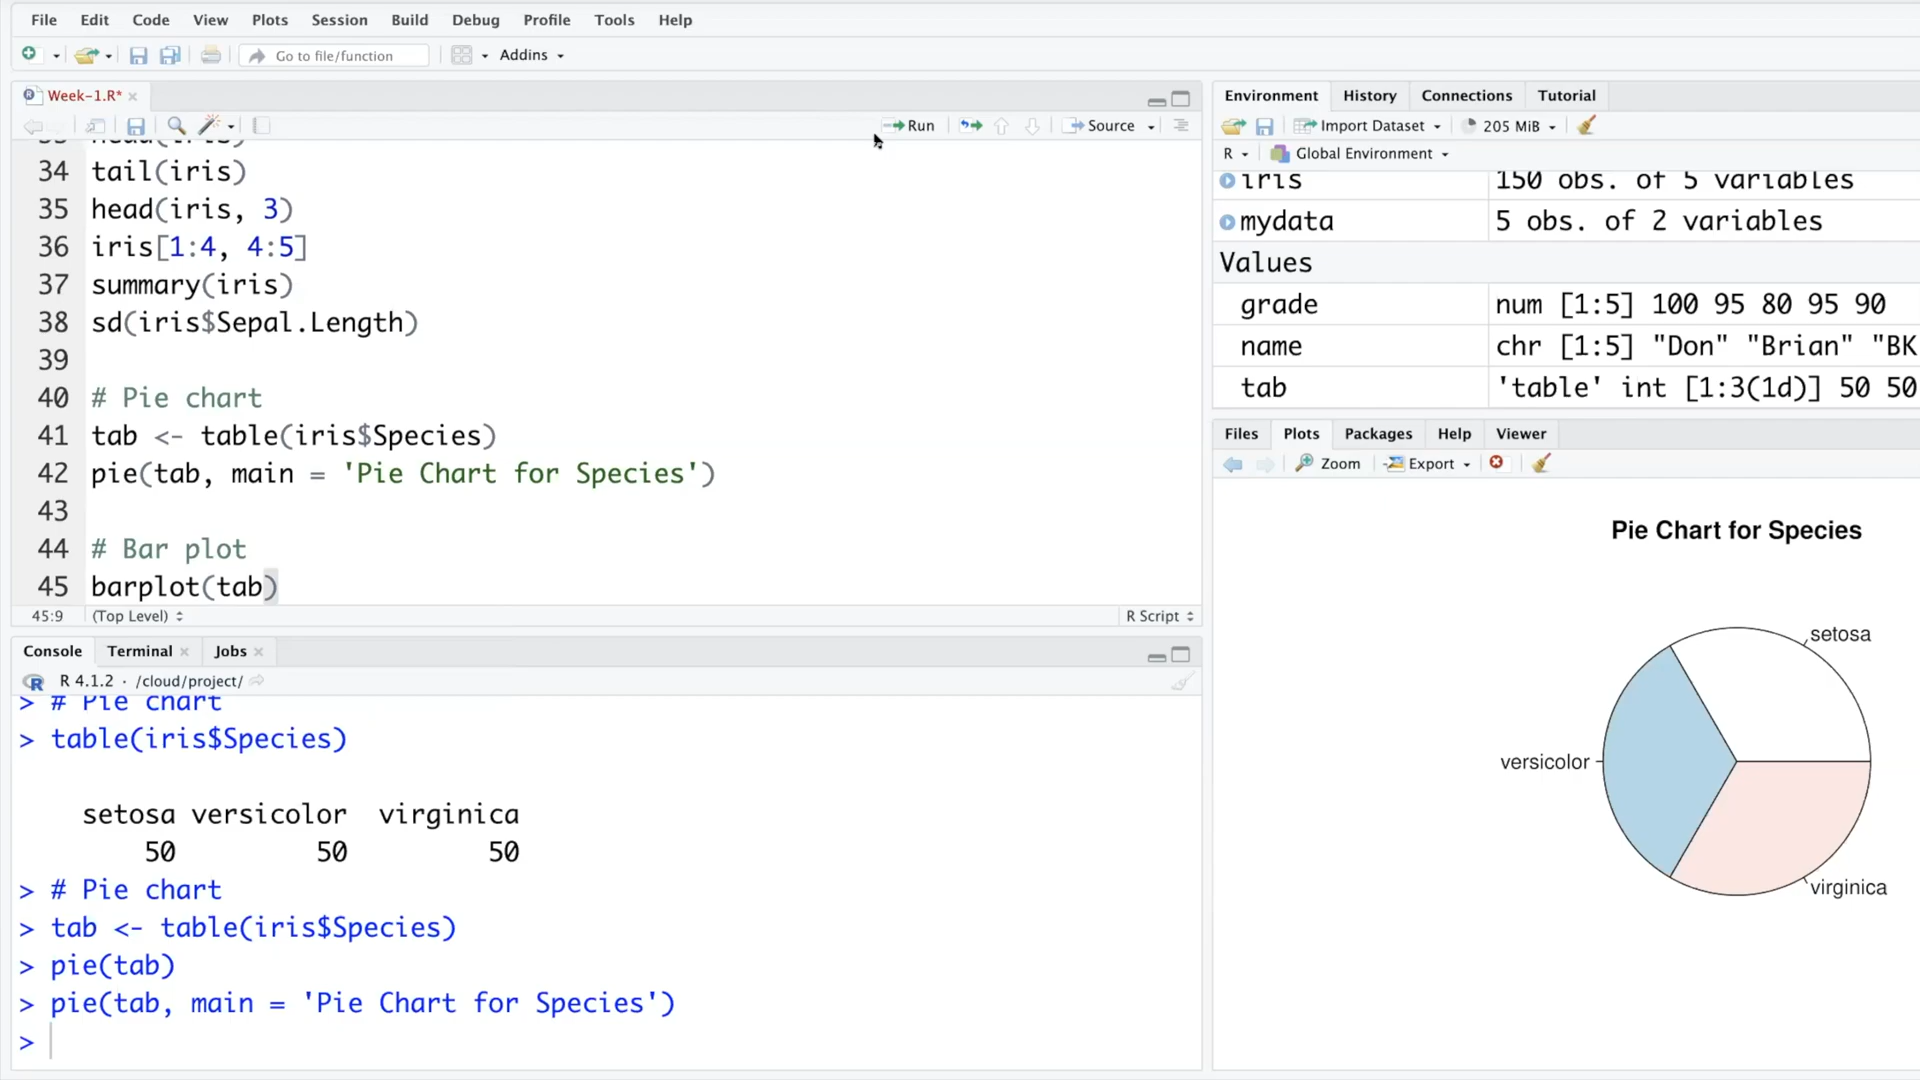 File Edit Code View Plots Session Build Debug Profile Tools Help
Go to file/function Addins
Week-1.R*
Run Source
33 head(iris)
34 tail(iris)
35 head(iris, 3)
36 iris[1:4, 4:5]
37 summary(iris)
38 sd(iris$Sepal.Length)
39
40 # Pie chart
41 tab <- table(iris$Species)
42 pie(tab, main = 'Pie Chart for Species')
43
44 # Bar plot
45 barplot(tab)
45:9 (Top Level) R Script
Console Terminal Jobs
R 4.1.2 · /cloud/project/
> # Pie chart
> table(iris$Species)
setosa versicolor virginica
50 50 50
> # Pie chart
> tab <- table(iris$Species)
> pie(tab)
> pie(tab, main = 'Pie Chart for Species')
>
Environment History Connections Tutorial
Import Dataset 205 MiB
R Global Environment
iris 150 obs. of 5 variables
mydata 5 obs. of 2 variables
Values
grade num [1:5] 100 95 80 95 90
name chr [1:5] "Don" "Brian" "BK
tab 'table' int [1:3(1d)] 50 50
Files Plots Packages Help Viewer
Zoom Export
Pie Chart for Species
setosa
versicolor
virginica